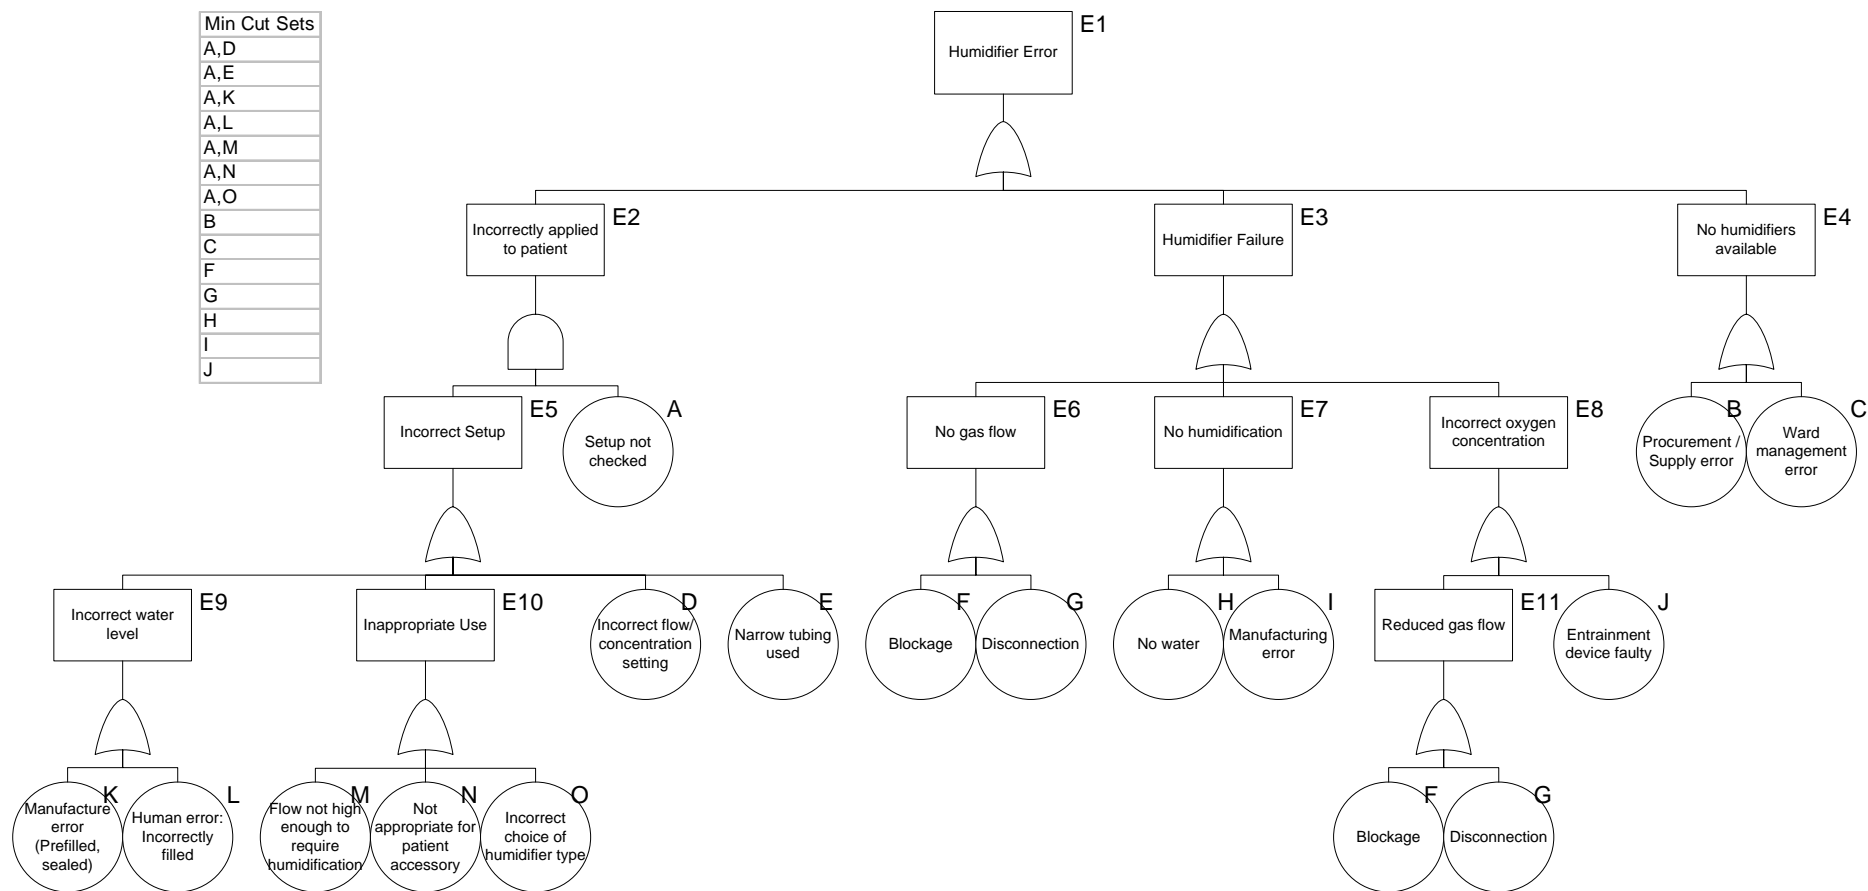 Min Cut Sets
A,D
A,E
A,K
A,L
A,M
A,N
A,O
B
C
F
G
H
I
J
Humidifier Error
E1
Incorrectly applied
to patient
E2
Humidifier Failure
E3
No humidifiers
available
E4
Incorrect Setup
E5
Setup not
checked
A
No gas flow
E6
No humidification
E7
Incorrect oxygen
concentration
E8
Procurement /
Supply error
B
Ward
management
error
C
Incorrect water
level
E9
Inappropriate Use
E10
Incorrect flow/
concentration
setting
D
Narrow tubing
used
E
Blockage
F
Disconnection
G
No water
H
Manufacturing
error
I
Reduced gas flow
E11
Entrainment
device faulty
J
Manufacture
error
(Prefilled,
sealed)
K
Human error:
Incorrectly
filled
L
Flow not high
enough to
require
humidification
M
Not
appropriate for
patient
accessory
N
Incorrect
choice of
humidifier type
O
Blockage
F
Disconnection
G